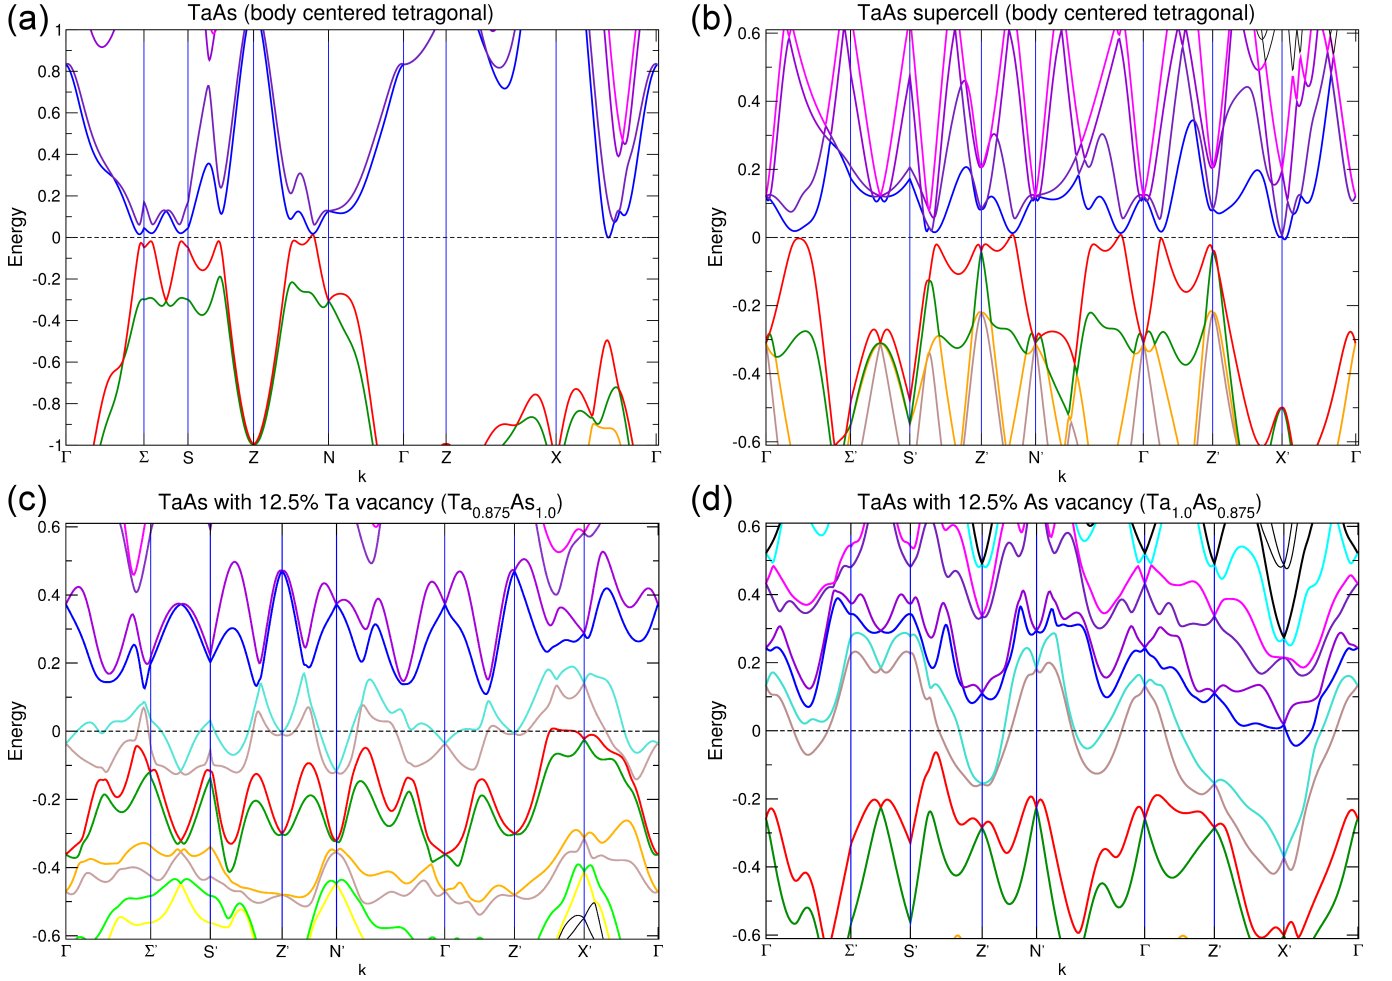 (a)
TaAs (body centered tetragonal)
1
0.8
0.6
0.4
0.2
0
-0.2
-0.4
-0.6
-0.8
-1
Energy
Γ Σ S Z N Γ Z X Γ
k
(b)
TaAs supercell (body centered tetragonal)
0.6
0.4
0.2
0
-0.2
-0.4
-0.6
Energy
Γ Σ' S' Z' N' Γ Z' X' Γ
k
(c)
TaAs with 12.5% Ta vacancy (Ta0.875As1.0)
0.6
0.4
0.2
0
-0.2
-0.4
-0.6
Energy
Γ Σ' S' Z' N' Γ Z' X' Γ
k
(d)
TaAs with 12.5% As vacancy (Ta1.0As0.875)
0.6
0.4
0.2
0
-0.2
-0.4
-0.6
Energy
Γ Σ' S' Z' N' Γ Z' X' Γ
k